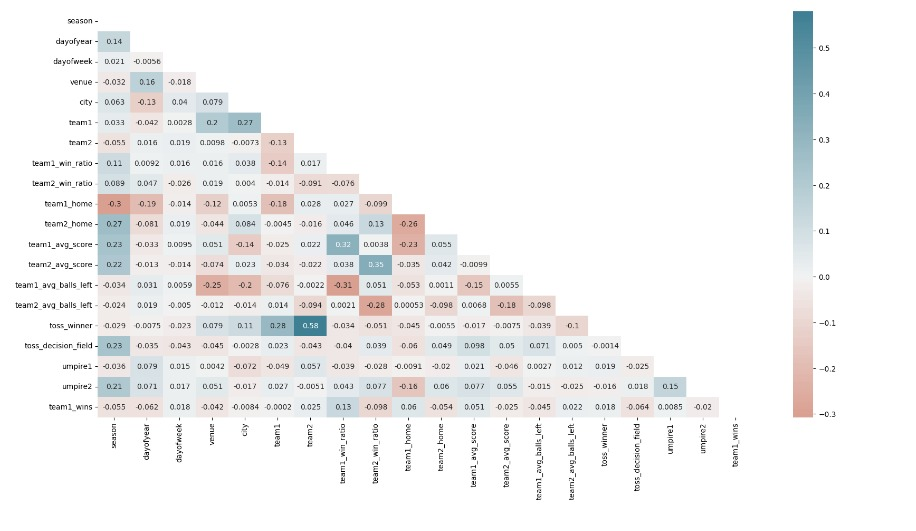 season
dayofyear 0.14
dayofweek 0.021 -0.0056
venue -0.032 0.16 -0.018
city 0.063 -0.13 0.04 0.079
team1 0.033 -0.042 0.0028 0.2 0.27
team2 -0.055 0.016 0.019 0.0098 -0.0073 -0.13
team1_win_ratio 0.11 0.0092 0.016 0.016 0.038 -0.14 0.017
team2_win_ratio 0.089 0.047 -0.026 0.019 0.004 -0.014 -0.091 -0.076
team1_home -0.3 -0.19 -0.014 -0.12 0.0053 -0.18 0.028 0.027 -0.099
team2_home 0.27 -0.081 0.019 -0.044 0.084 -0.0045 -0.016 0.046 0.13 -0.26
team1_avg_score 0.23 -0.033 0.0095 0.051 -0.14 -0.025 0.022 0.32 0.0038 -0.23 0.055
team2_avg_score 0.22 -0.013 -0.014 -0.074 0.023 -0.034 -0.022 0.038 0.35 -0.035 0.042 -0.0099
team1_avg_balls_left -0.034 0.031 0.0059 -0.25 -0.2 -0.076 -0.0022 -0.31 0.051 -0.053 0.0011 -0.15 0.0055
team2_avg_balls_left -0.024 0.019 -0.005 -0.012 -0.014 0.014 -0.094 0.0021 -0.28 0.00053 -0.098 0.0068 -0.18 -0.098
toss_winner -0.029 -0.0075 -0.023 0.079 0.11 0.28 0.58 -0.034 -0.051 -0.045 -0.0055 -0.017 -0.0075 -0.039 -0.1
toss_decision_field 0.23 -0.035 -0.043 -0.045 -0.0028 0.023 -0.043 -0.04 0.039 -0.06 0.049 0.098 0.05 0.071 0.005 -0.0014
umpire1 -0.036 0.079 0.015 0.0042 -0.072 -0.049 0.057 -0.039 -0.028 -0.0091 -0.02 0.021 -0.046 0.0027 0.012 0.019 -0.025
umpire2 0.21 0.071 0.017 0.051 -0.017 0.027 -0.0051 0.043 0.077 -0.16 0.06 0.077 0.055 -0.015 -0.025 -0.016 0.018 0.15
team1_wins -0.055 -0.062 0.018 -0.042 -0.0084 -0.0002 0.025 0.13 -0.098 0.06 -0.054 0.051 -0.025 -0.045 0.022 0.018 -0.064 0.0085 -0.02
season
dayofyear
dayofweek
venue
city
team1
team2
team1_win_ratio
team2_win_ratio
team1_home
team2_home
team1_avg_score
team2_avg_score
team1_avg_balls_left
team2_avg_balls_left
toss_winner
toss_decision_field
umpire1
umpire2
team1_wins
0.5
0.4
0.3
0.2
0.1
0.0
−0.1
−0.2
−0.3